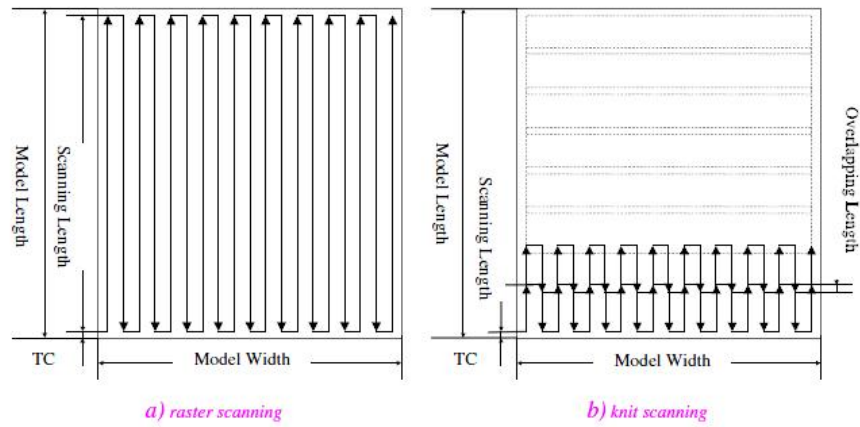 Model Length
Scanning Length
TC
Model Width
a) raster scanning
Model Length
Scanning Length
Overlapping Length
TC
Model Width
b) knit scanning